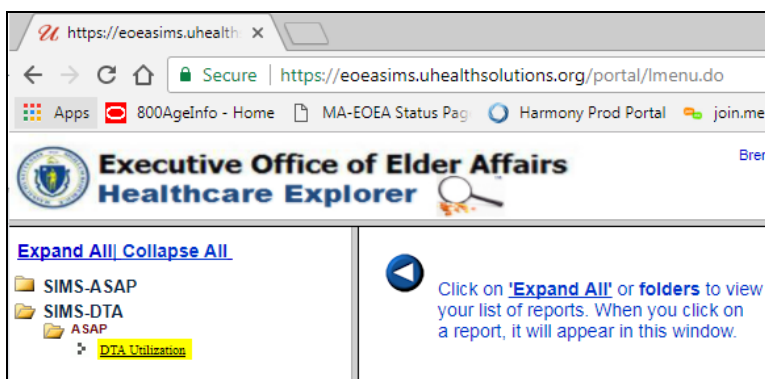 https://eoeasims.uhealth
Secure | https://eoeasims.uhealthsolutions.org/portal/lmenu.do
Apps 800AgeInfo - Home MA-EOEA Status Pag Harmony Prod Portal join.me
Executive Office of Elder Affairs
Healthcare Explorer
Brer
Expand All| Collapse All
SIMS-ASAP
SIMS-DTA
ASAP
DTA Utilization
Click on 'Expand All' or folders to view
your list of reports. When you click on
a report, it will appear in this window.